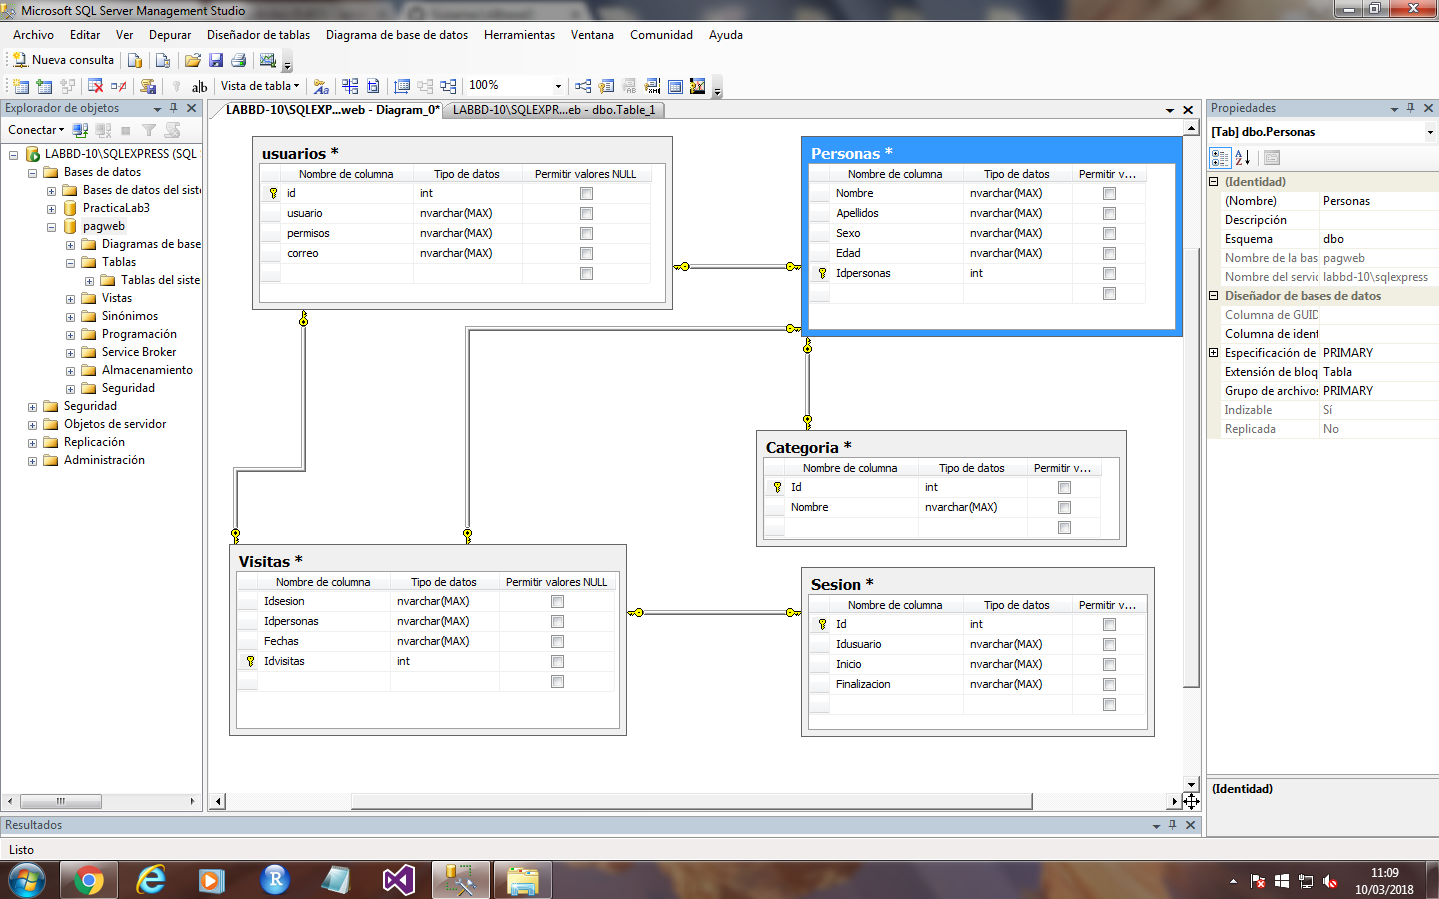 Microsoft SQL Server Management Studio
Archivo Editar Ver Depurar Diseñador de tablas Diagrama de base de datos Herramientas Ventana Comunidad Ayuda
Nueva consulta
ab Vista de tabla 100%
Explorador de objetos
Conectar
LABBD-10\SQLEXPRESS (SQL
Bases de datos
Bases de datos del siste
PracticaLab3
pagweb
Diagramas de base
Tablas
Tablas del siste
Vistas
Sinónimos
Programación
Service Broker
Almacenamiento
Seguridad
Seguridad
Objetos de servidor
Replicación
Administración
LABBD-10\SQLEXP...web - Diagram_0* LABBD-10\SQLEXPR...eb - dbo.Table_1
usuarios *
Nombre de columna Tipo de datos Permitir valores NULL
id int
usuario nvarchar(MAX)
permisos nvarchar(MAX)
correo nvarchar(MAX)
Personas *
Nombre de columna Tipo de datos Permitir v...
Nombre nvarchar(MAX)
Apellidos nvarchar(MAX)
Sexo nvarchar(MAX)
Edad nvarchar(MAX)
Idpersonas int
Categoria *
Nombre de columna Tipo de datos Permitir v...
Id int
Nombre nvarchar(MAX)
Visitas *
Nombre de columna Tipo de datos Permitir valores NULL
Idsesion nvarchar(MAX)
Idpersonas nvarchar(MAX)
Fechas nvarchar(MAX)
Idvisitas int
Sesion *
Nombre de columna Tipo de datos Permitir v...
Id int
Idusuario nvarchar(MAX)
Inicio nvarchar(MAX)
Finalizacion nvarchar(MAX)
Propiedades
[Tab] dbo.Personas
(Identidad)
(Nombre) Personas
Descripción
Esquema dbo
Nombre de la bas pagweb
Nombre del servic labbd-10\sqlexpress
Diseñador de bases de datos
Columna de GUID
Columna de ident
Especificación de PRIMARY
Extensión de bloq Tabla
Grupo de archivos PRIMARY
Indizable Sí
Replicada No
(Identidad)
Resultados
Listo
11:09
10/03/2018